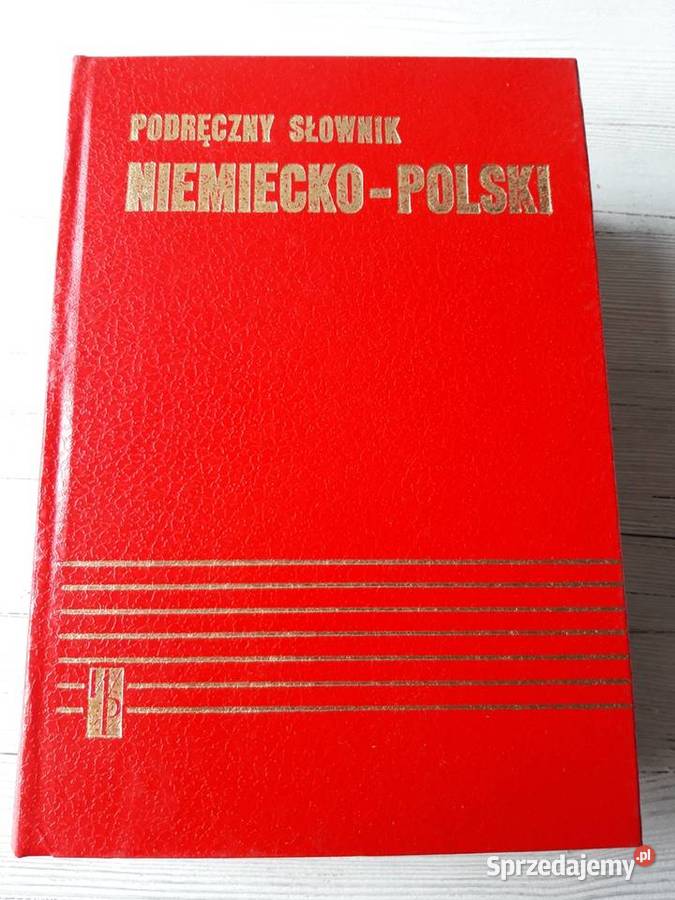 PODRĘCZNY SŁOWNIK
NIEMIECKO-POLSKI
Sprzedajemy.pl